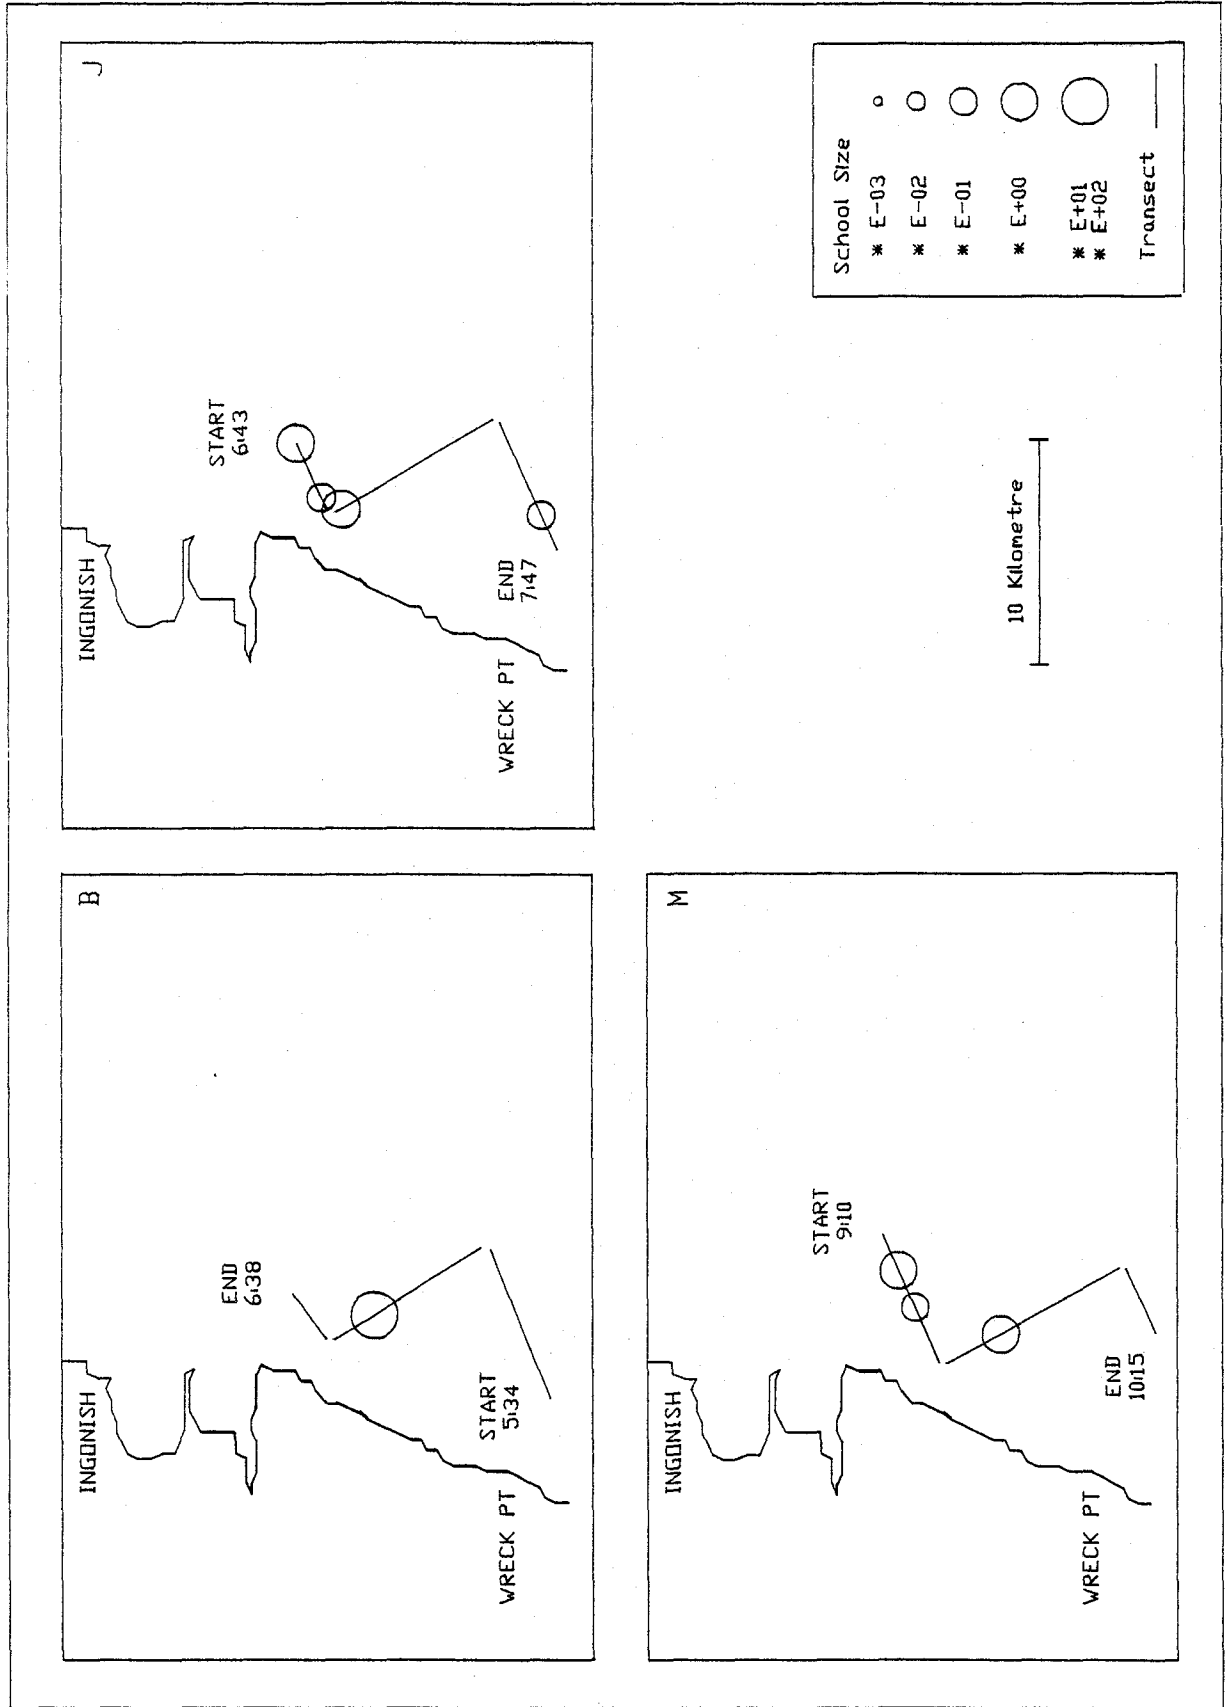 B
INGONISH
END
6:38
START
5:34
WRECK PT
J
INGONISH
START
6:43
END
7:47
WRECK PT
M
INGONISH
START
9:10
END
10:15
WRECK PT
10 Kilometre
School Size
* E-03
* E-02
* E-01
* E+00
* E+01
* E+02
Transect